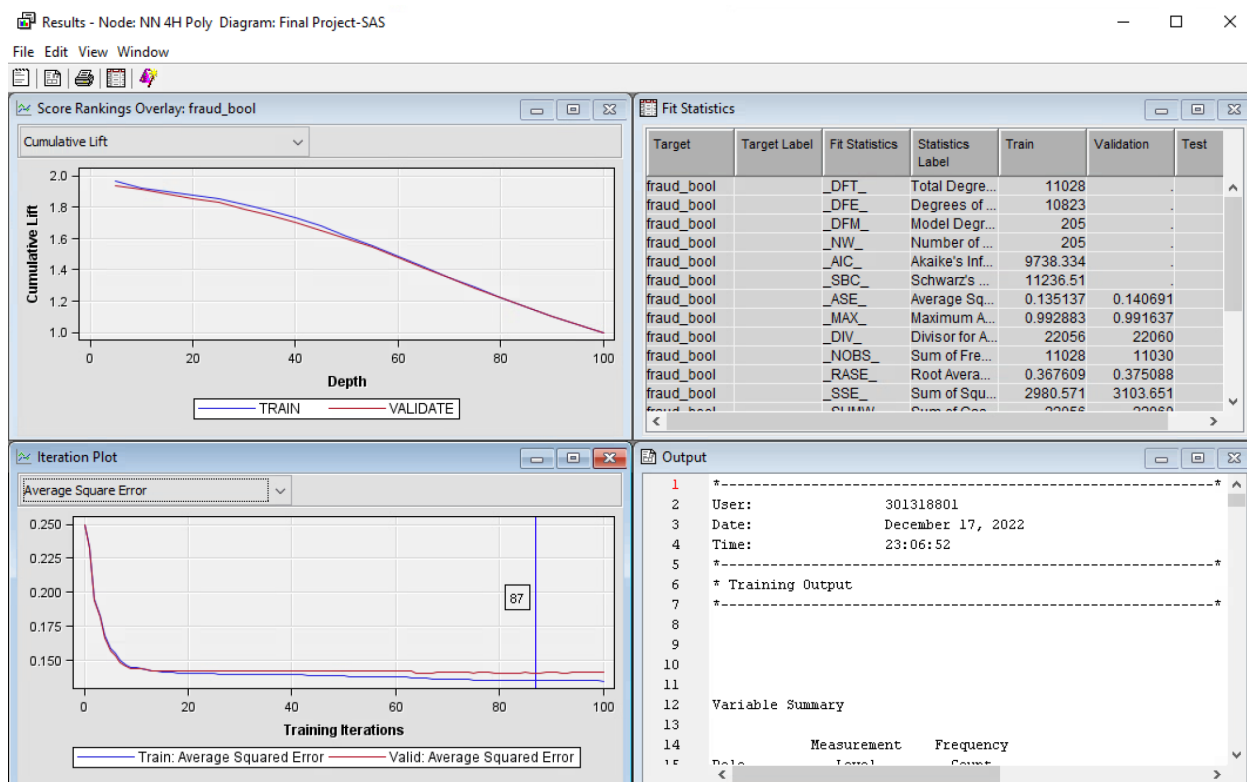 Results - Node: NN 4H Poly Diagram: Final Project-SAS
File Edit View Window
Score Rankings Overlay: fraud_bool
Cumulative Lift
Cumulative Lift
2.0
1.8
1.6
1.4
1.2
1.0
0 20 40 60 80 100
Depth
TRAIN VALIDATE
Fit Statistics
Target Target Label Fit Statistics Statistics Label Train Validation Test
fraud_bool _DFT_ Total Degre... 11028 .
fraud_bool _DFE_ Degrees of ... 10823 .
fraud_bool _DFM_ Model Degr... 205 .
fraud_bool _NW_ Number of ... 205 .
fraud_bool _AIC_ Akaike's Inf... 9738.334 .
fraud_bool _SBC_ Schwarz's ... 11236.51 .
fraud_bool _ASE_ Average Sq... 0.135137 0.140691
fraud_bool _MAX_ Maximum A... 0.992883 0.991637
fraud_bool _DIV_ Divisor for A... 22056 22060
fraud_bool _NOBS_ Sum of Fre... 11028 11030
fraud_bool _RASE_ Root Avera... 0.367609 0.375088
fraud_bool _SSE_ Sum of Squ... 2980.571 3103.651
Iteration Plot
Average Square Error
0.250
0.225
0.200
0.175
0.150
87
0 20 40 60 80 100
Training Iterations
Train: Average Squared Error Valid: Average Squared Error
Output
1 *------------------------------------------------------------*
2 User: 301318801
3 Date: December 17, 2022
4 Time: 23:06:52
5 *------------------------------------------------------------*
6 * Training Output
7 *------------------------------------------------------------*
8
9
10
11
12 Variable Summary
13
14 Measurement Frequency
15 Role Level Count